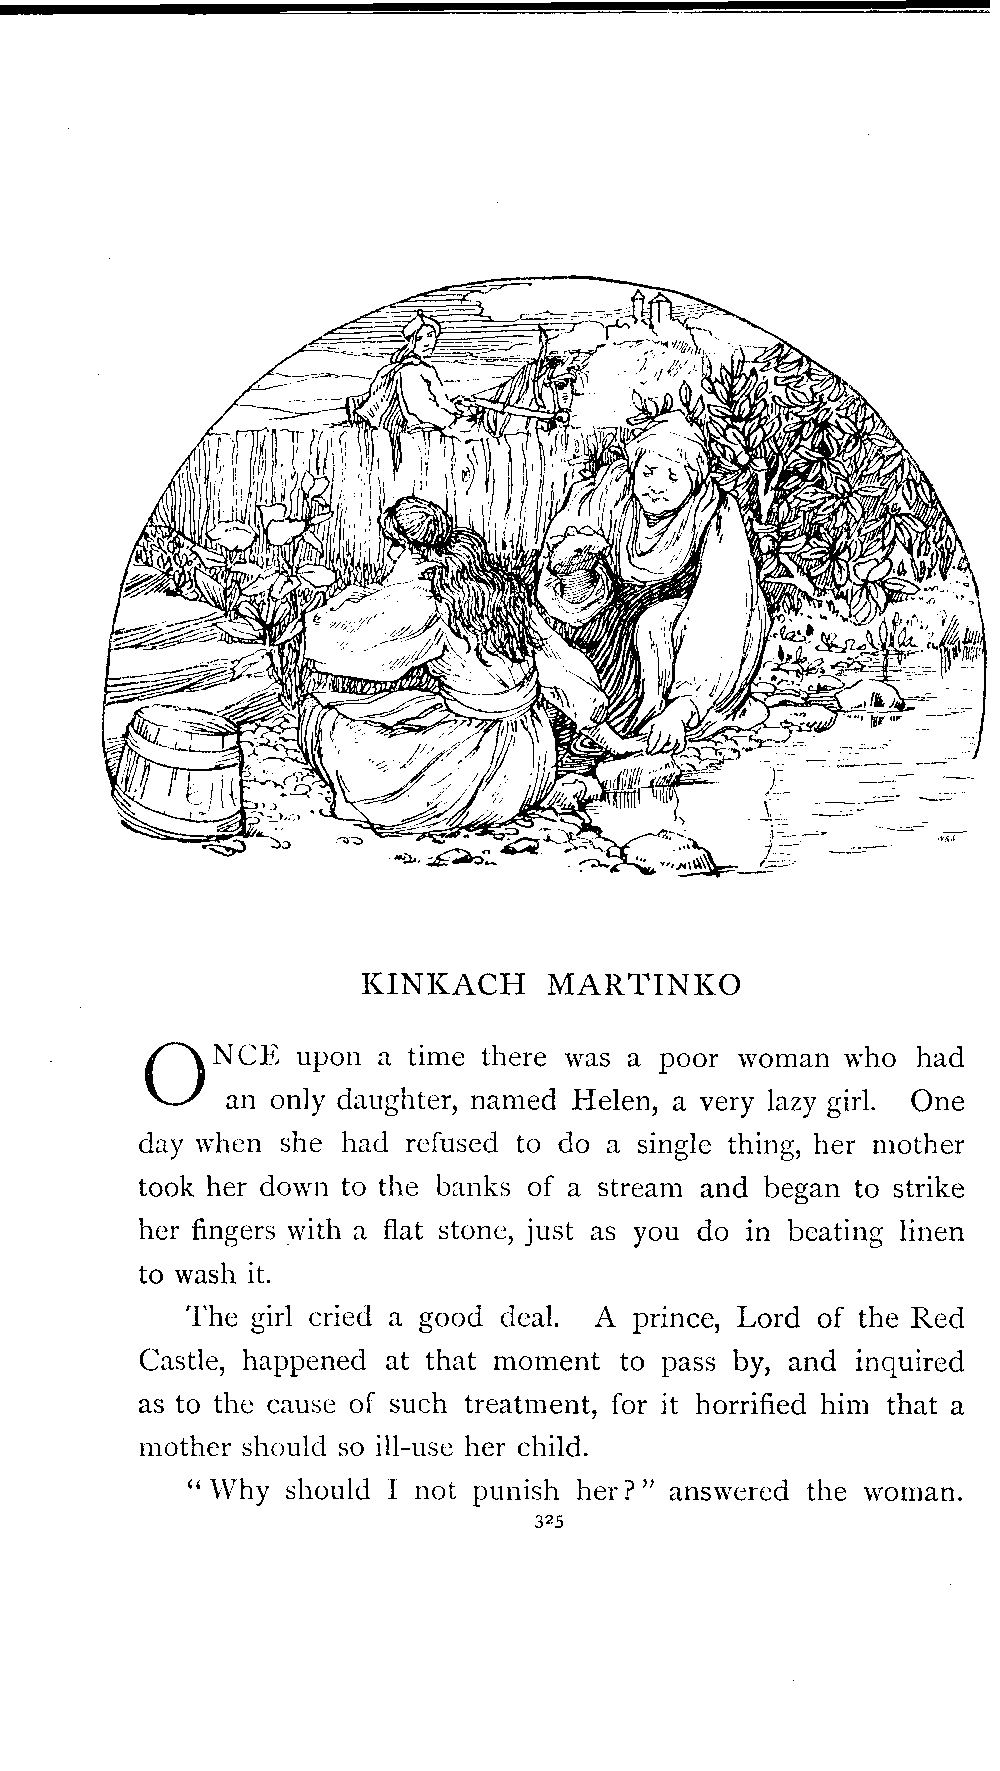 KINKACH MARTINKO
ONCE upon a time there was a poor woman who had
an only daughter, named Helen, a very lazy girl. One
day when she had refused to do a single thing, her mother
took her down to the banks of a stream and began to strike
her fingers with a flat stone, just as you do in beating linen
to wash it.
The girl cried a good deal. A prince, Lord of the Red
Castle, happened at that moment to pass by, and inquired
as to the cause of such treatment, for it horrified him that a
mother should so ill-use her child.
“Why should I not punish her?” answered the woman.
325